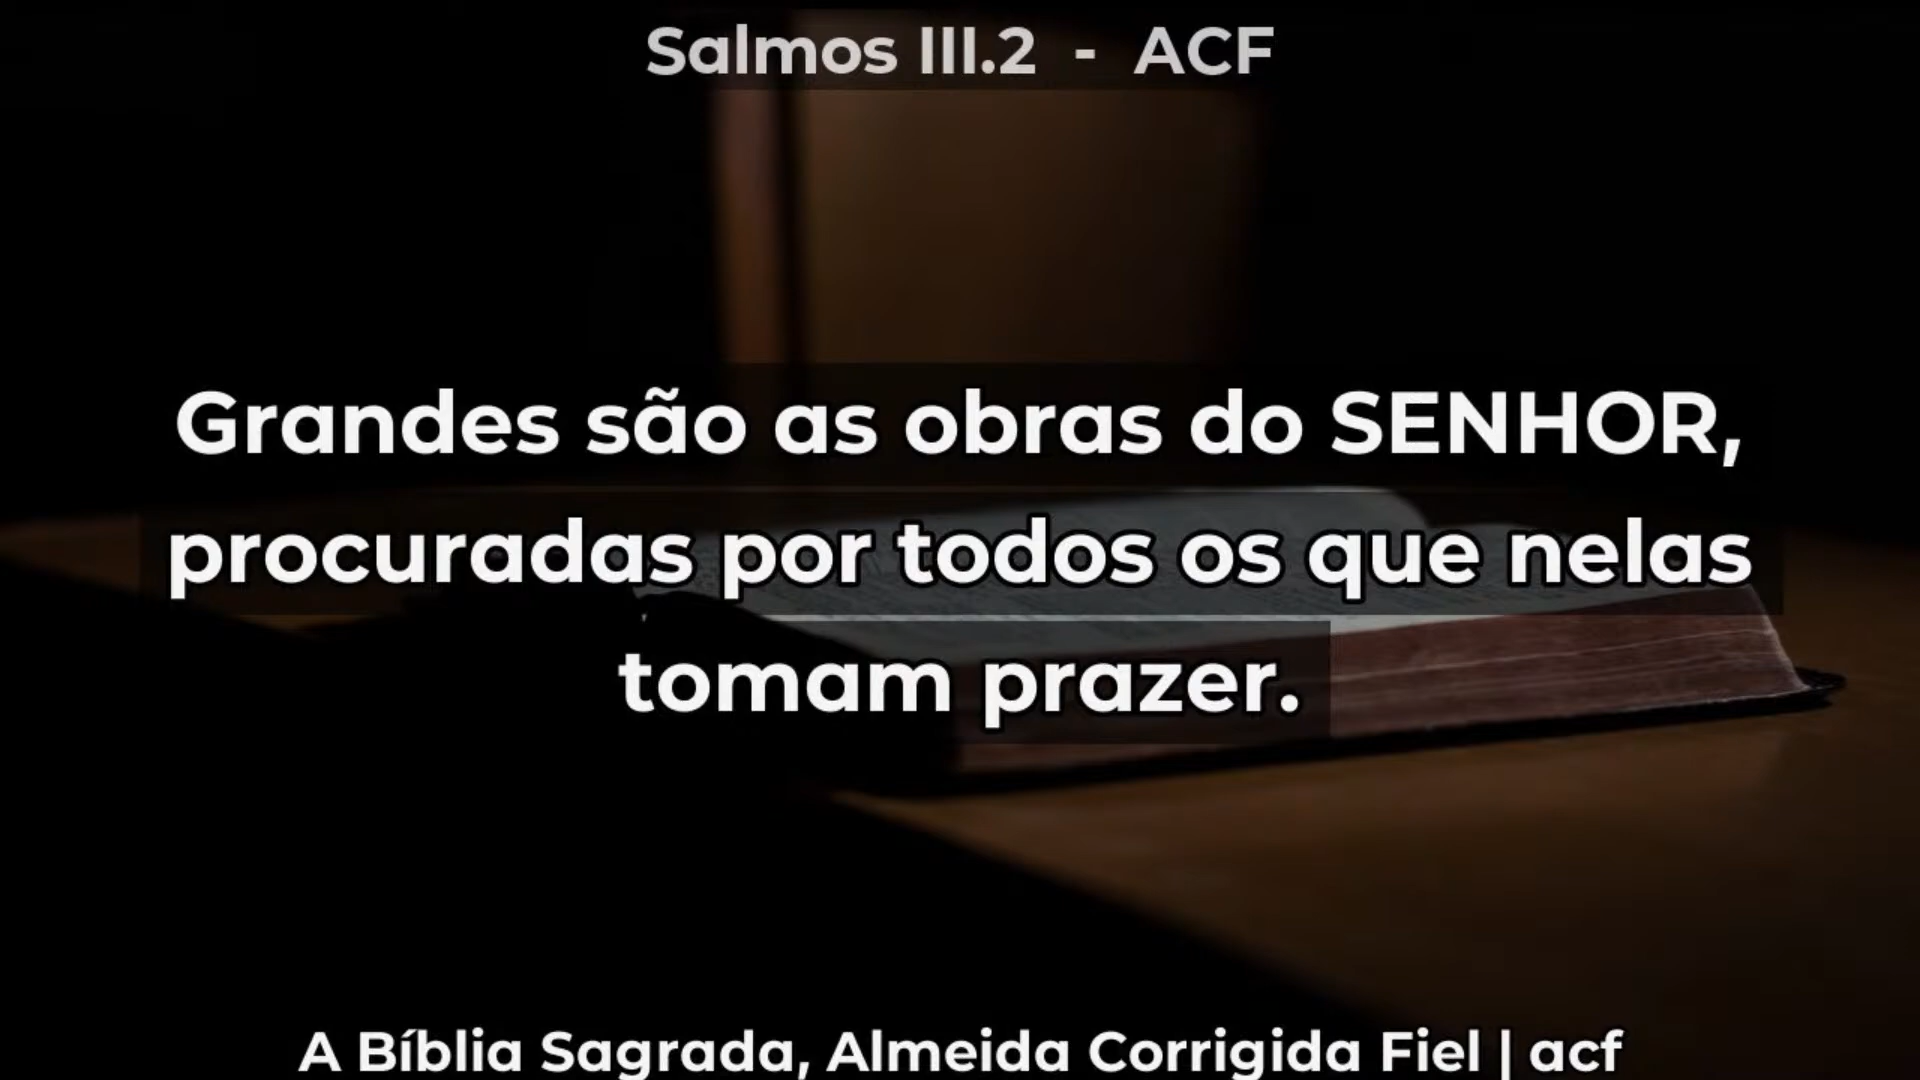 Salmos III.2 - ACF
Grandes são as obras do SENHOR,
procuradas por todos os que nelas
tomam prazer.
A Bíblia Sagrada, Almeida Corrigida Fiel | acf